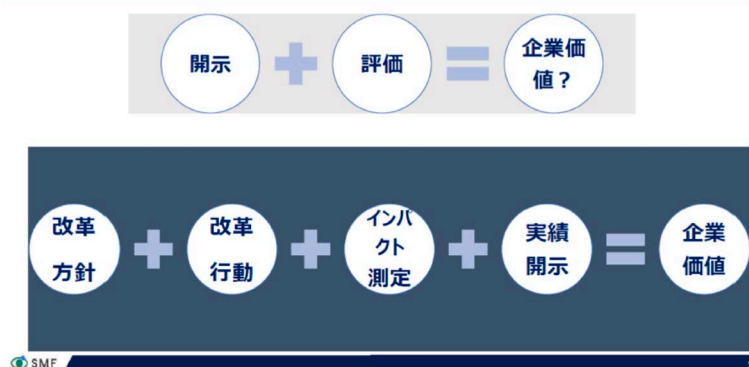 開示
評価
企業価
値？
改革
方針
改革
行動
インパ
クト
測定
実績
開示
企業
価値
SMF